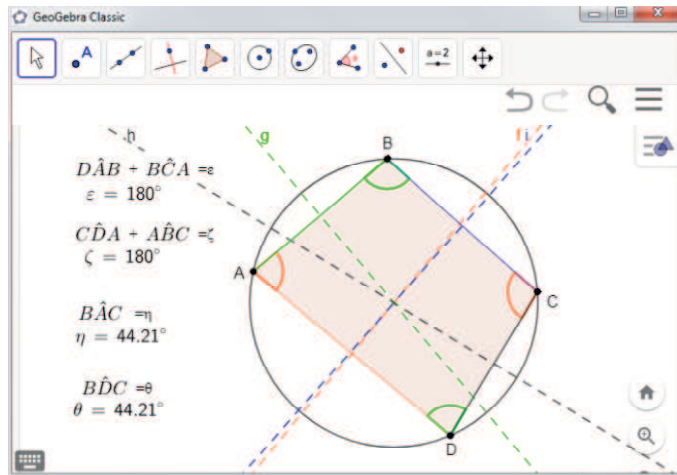 GeoGebra Classic
A
a=2
h
g
f i
B
DÂB + BĈA =ε
ε = 180°
CD̂A + AB̂C =ζ
ζ = 180°
A
C
BÂC =η
η = 44.21°
BD̂C =θ
θ = 44.21°
D